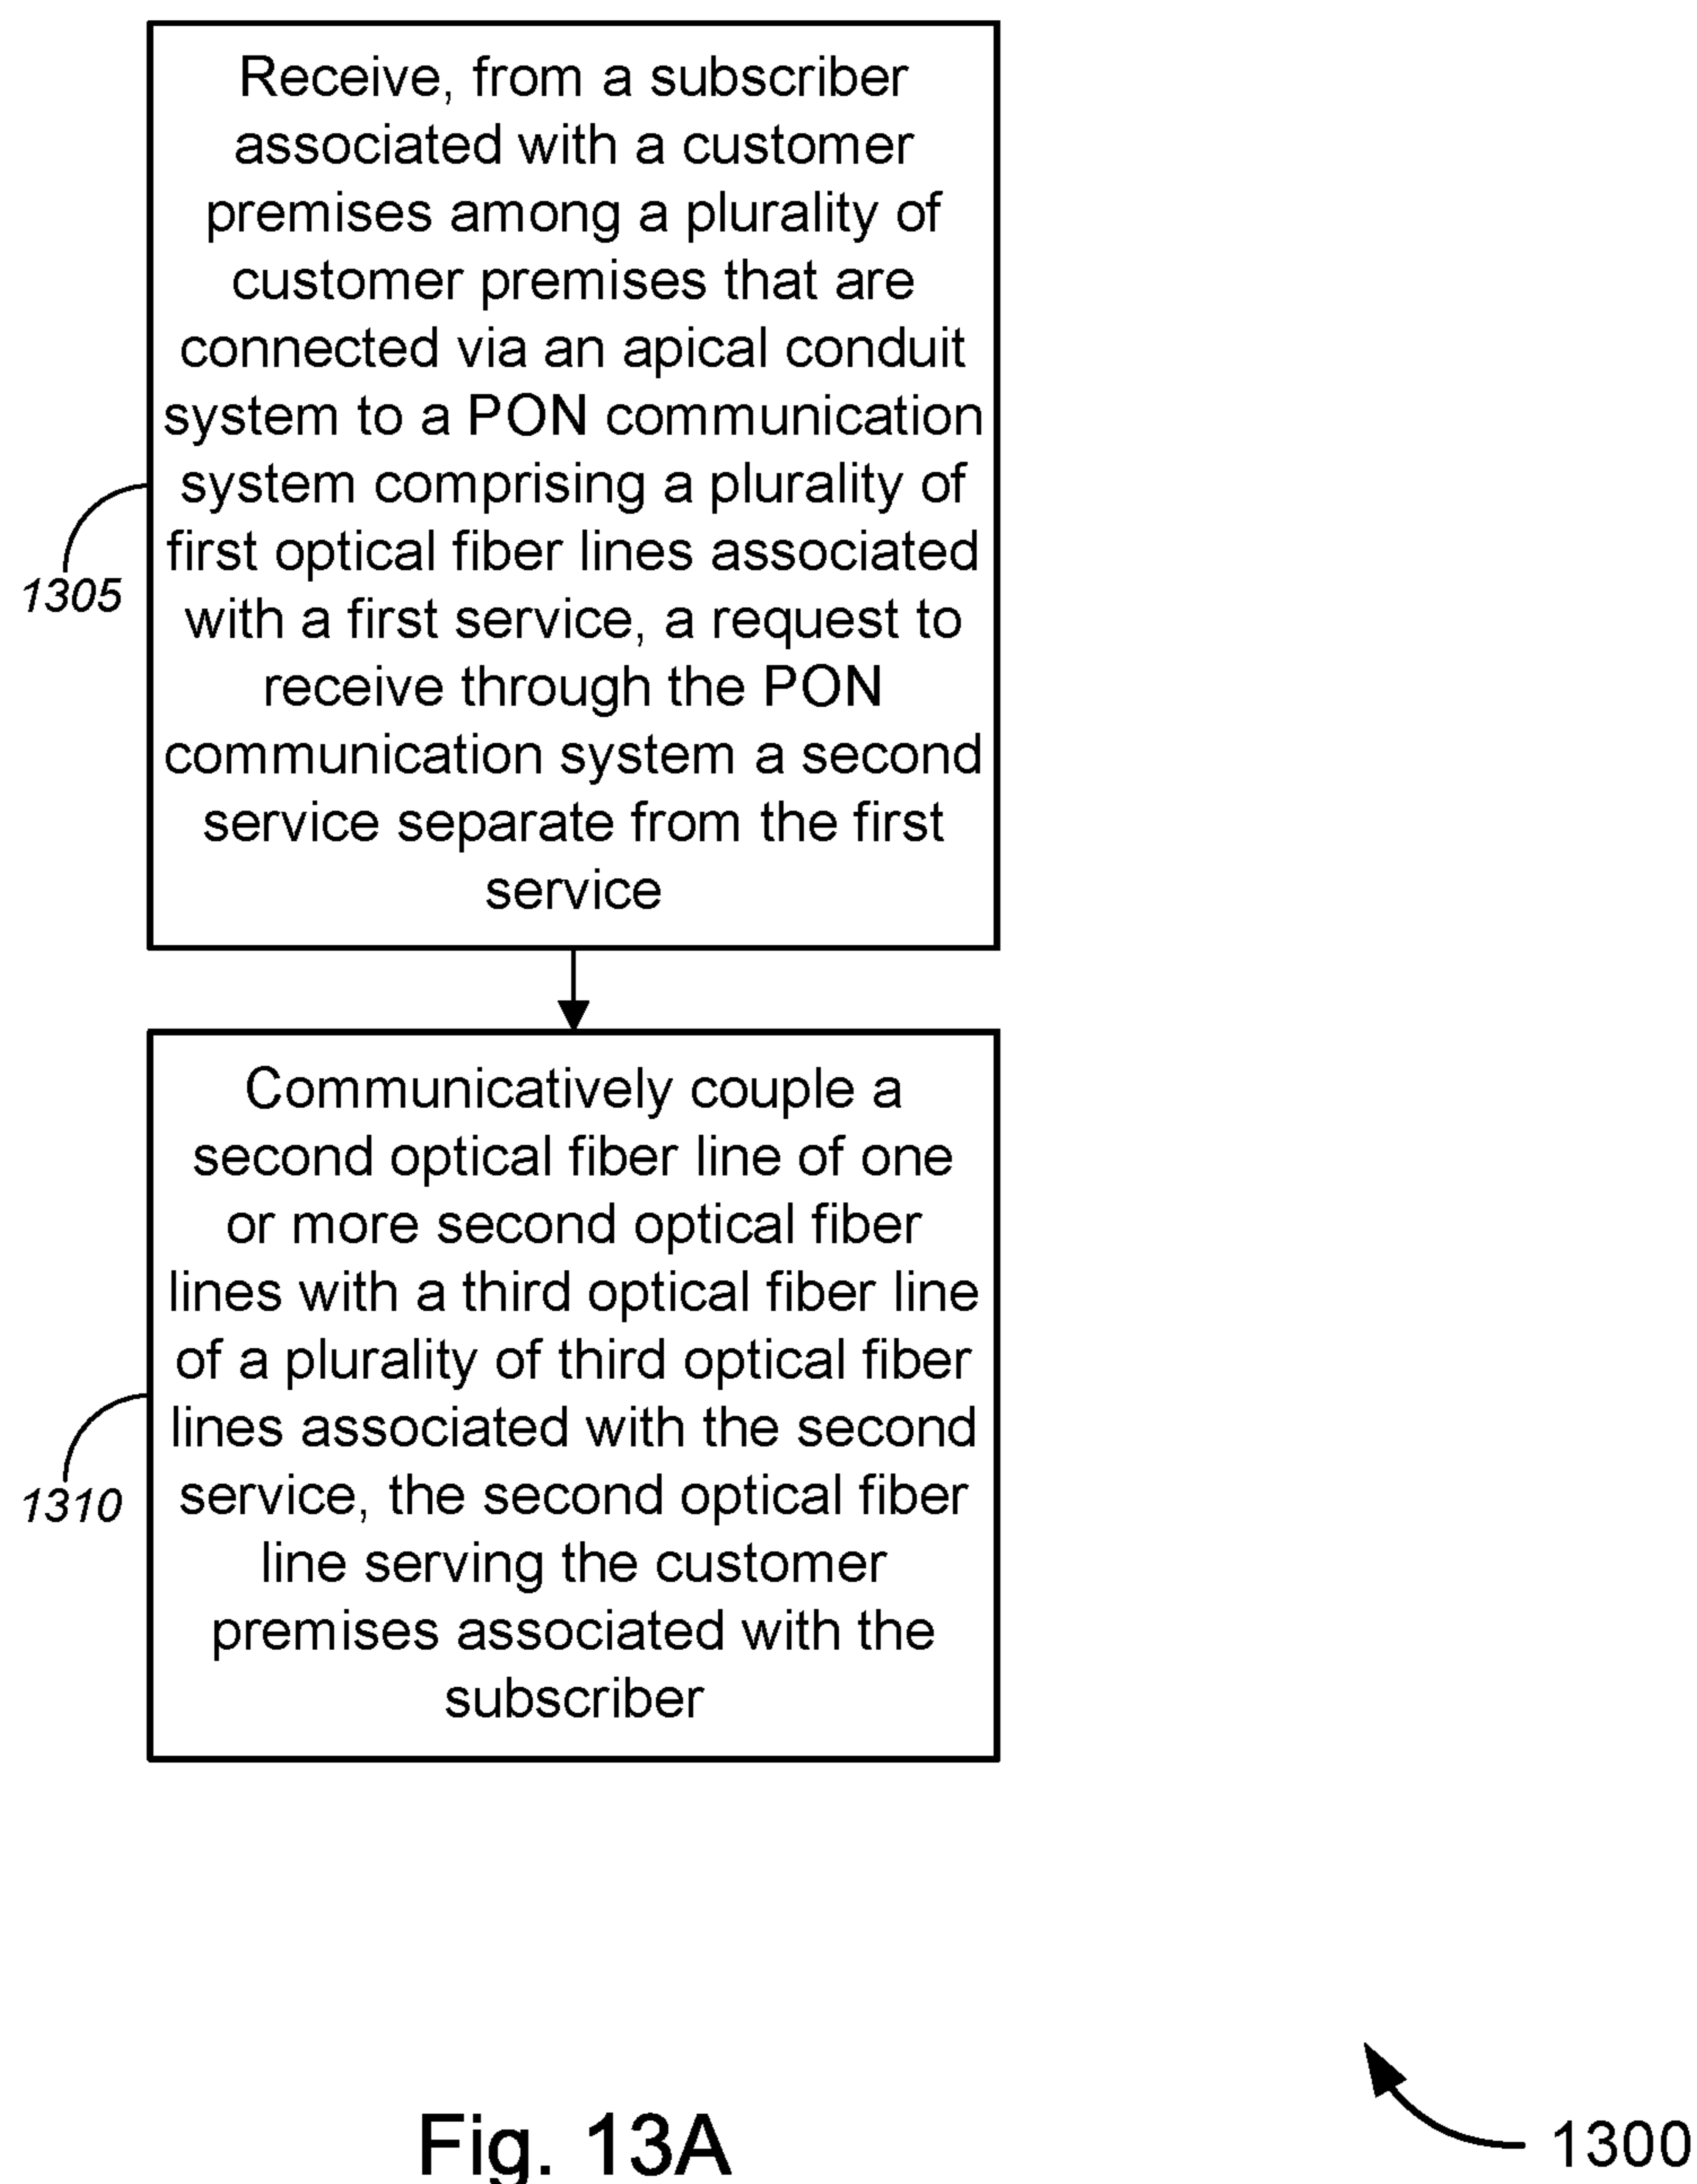 Receive, from a subscriber
associated with a customer
premises among a plurality of
customer premises that are
connected via an apical conduit
system to a PON communication
system comprising a plurality of
first optical fiber lines associated
with a first service, a request to
receive through the PON
communication system a second
service separate from the first
service
1305
Communicatively couple a
second optical fiber line of one
or more second optical fiber
lines with a third optical fiber line
of a plurality of third optical fiber
lines associated with the second
service, the second optical fiber
line serving the customer
premises associated with the
subscriber
1310
Fig. 13A
1300